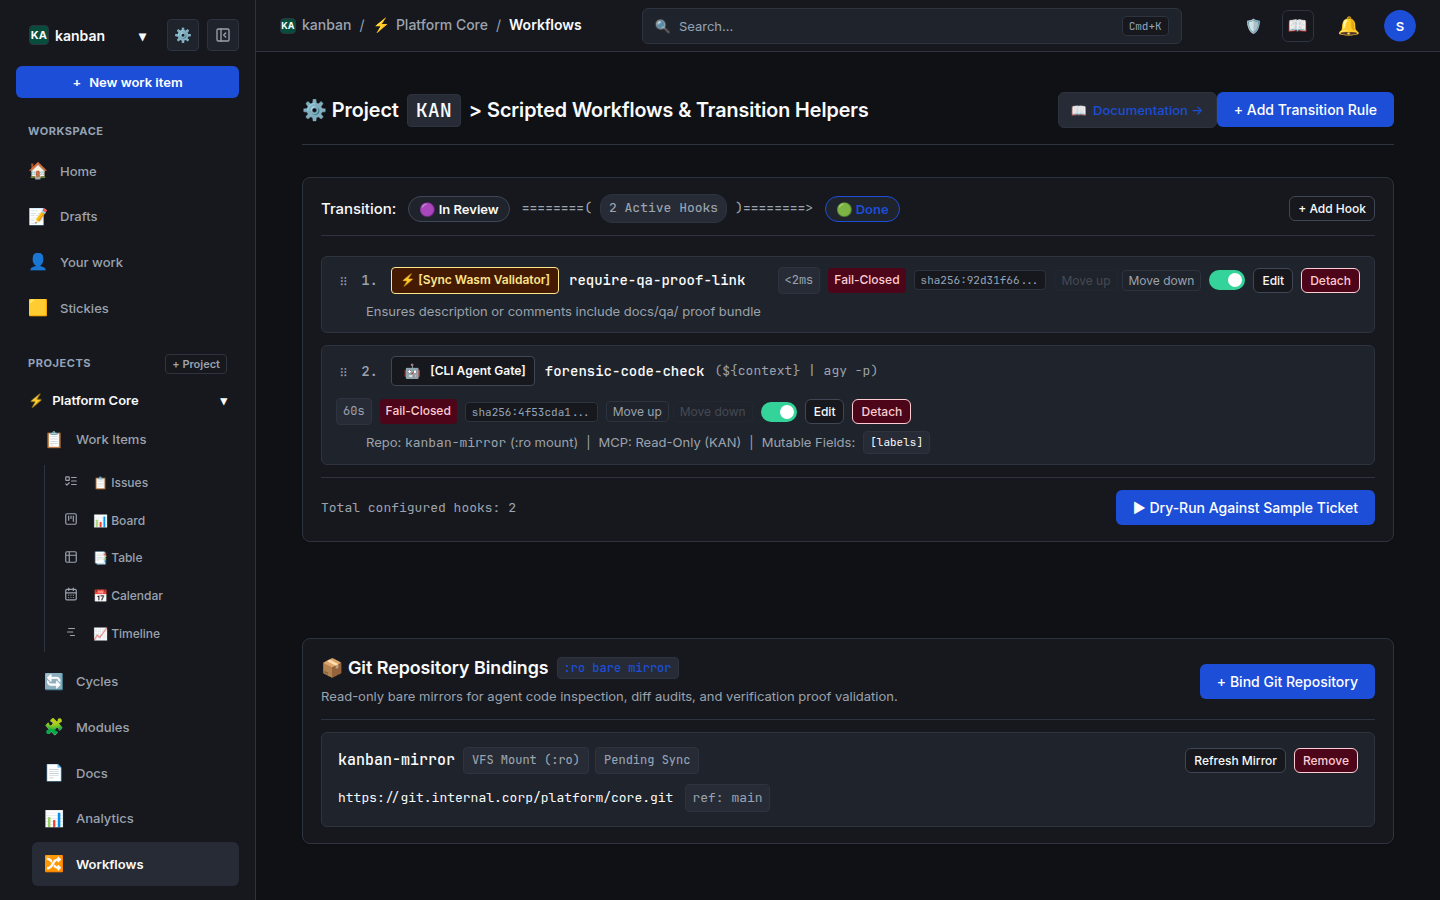 KA kanban ▼
+ New work item
WORKSPACE
Home
Drafts
Your work
Stickies
PROJECTS + Project
Platform Core ▼
Work Items
Issues
Board
Table
Calendar
Timeline
Cycles
Modules
Docs
Analytics
Workflows
KA kanban / ⚡ Platform Core / Workflows
Search... Cmd+K
S
Project KAN > Scripted Workflows & Transition Helpers
Documentation →
+ Add Transition Rule
Transition: In Review ========( 2 Active Hooks )========> Done
+ Add Hook
1. ⚡ [Sync Wasm Validator] require-qa-proof-link <2ms Fail-Closed sha256:92d31f66... Move up Move down Edit Detach
Ensures description or comments include docs/qa/ proof bundle
2. [CLI Agent Gate] forensic-code-check (${context} | agy -p)
60s Fail-Closed sha256:4f53cda1... Move up Move down Edit Detach
Repo: kanban-mirror (:ro mount) | MCP: Read-Only (KAN) | Mutable Fields: [labels]
Total configured hooks: 2
▶ Dry-Run Against Sample Ticket
Git Repository Bindings :ro bare mirror
Read-only bare mirrors for agent code inspection, diff audits, and verification proof validation.
+ Bind Git Repository
kanban-mirror VFS Mount (:ro) Pending Sync
Refresh Mirror Remove
https://git.internal.corp/platform/core.git ref: main